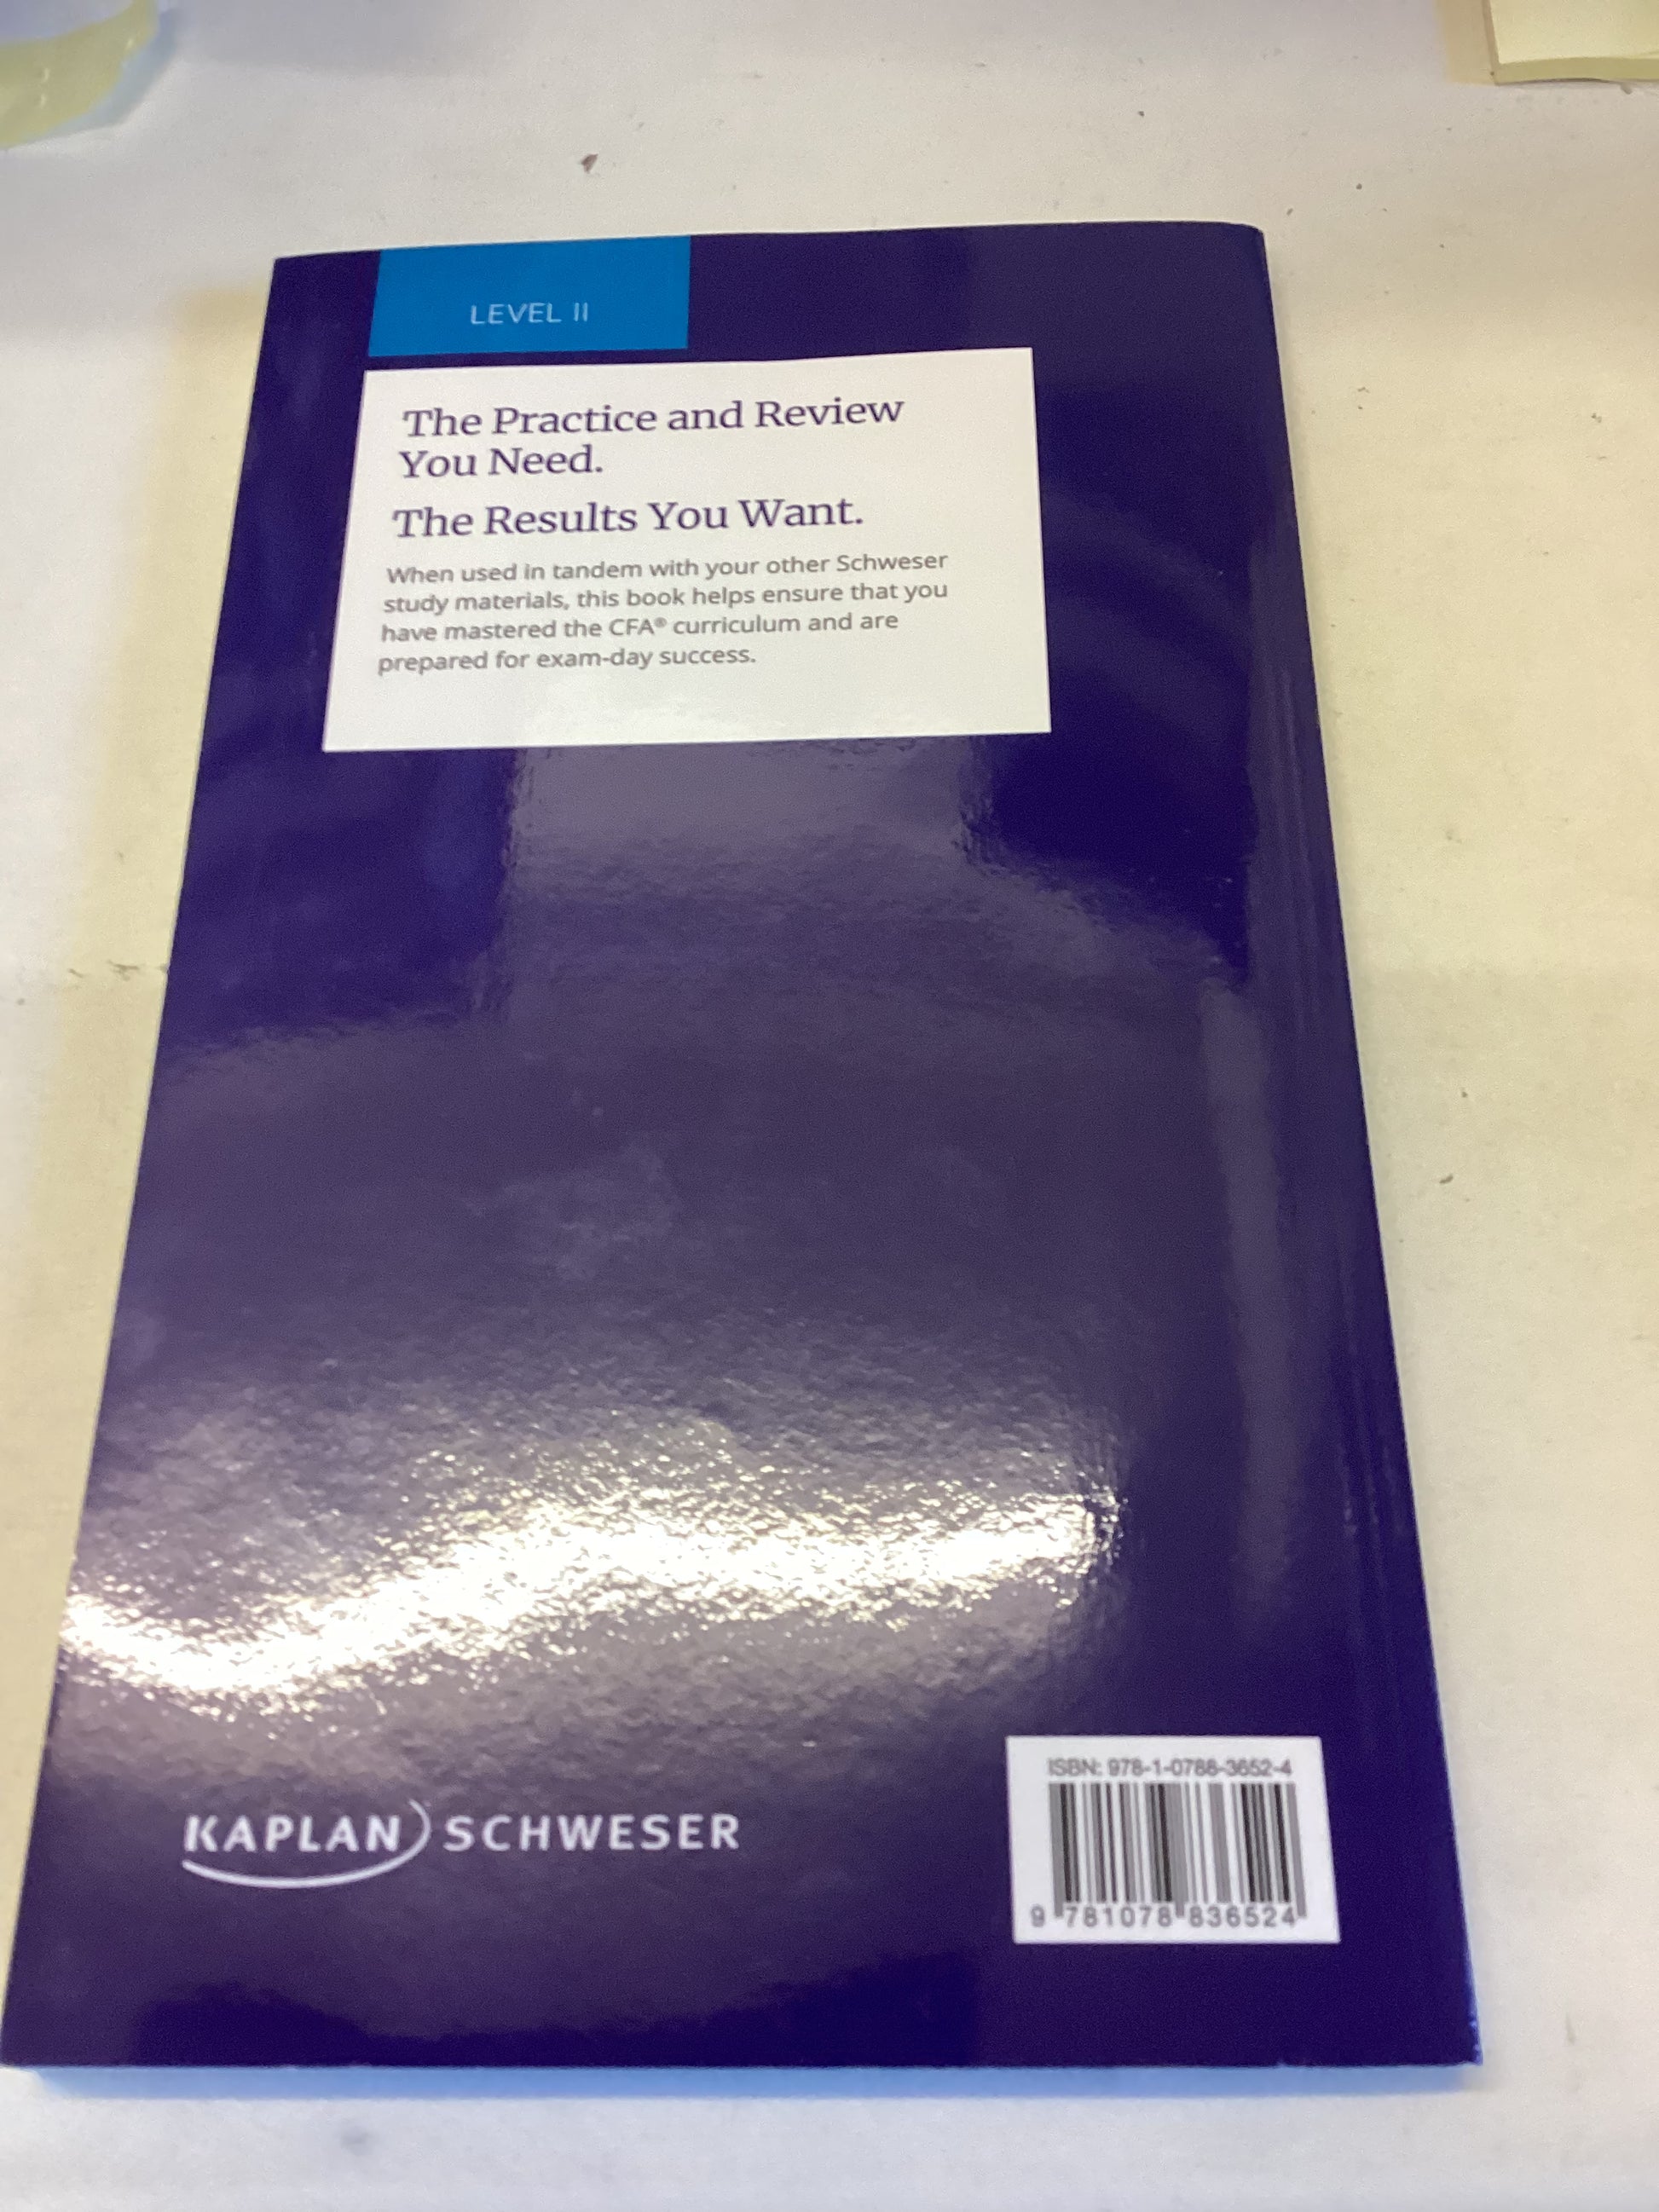 LEVEL II
The Practice and Review
You Need.
The Results You Want.
When used in tandem with your other Schweser
study materials, this book helps ensure that you
have mastered the CFA® curriculum and are
prepared for exam-day success.
KAPLAN SCHWESER
ISBN: 978-1-0788-3652-4
9 781078 836524